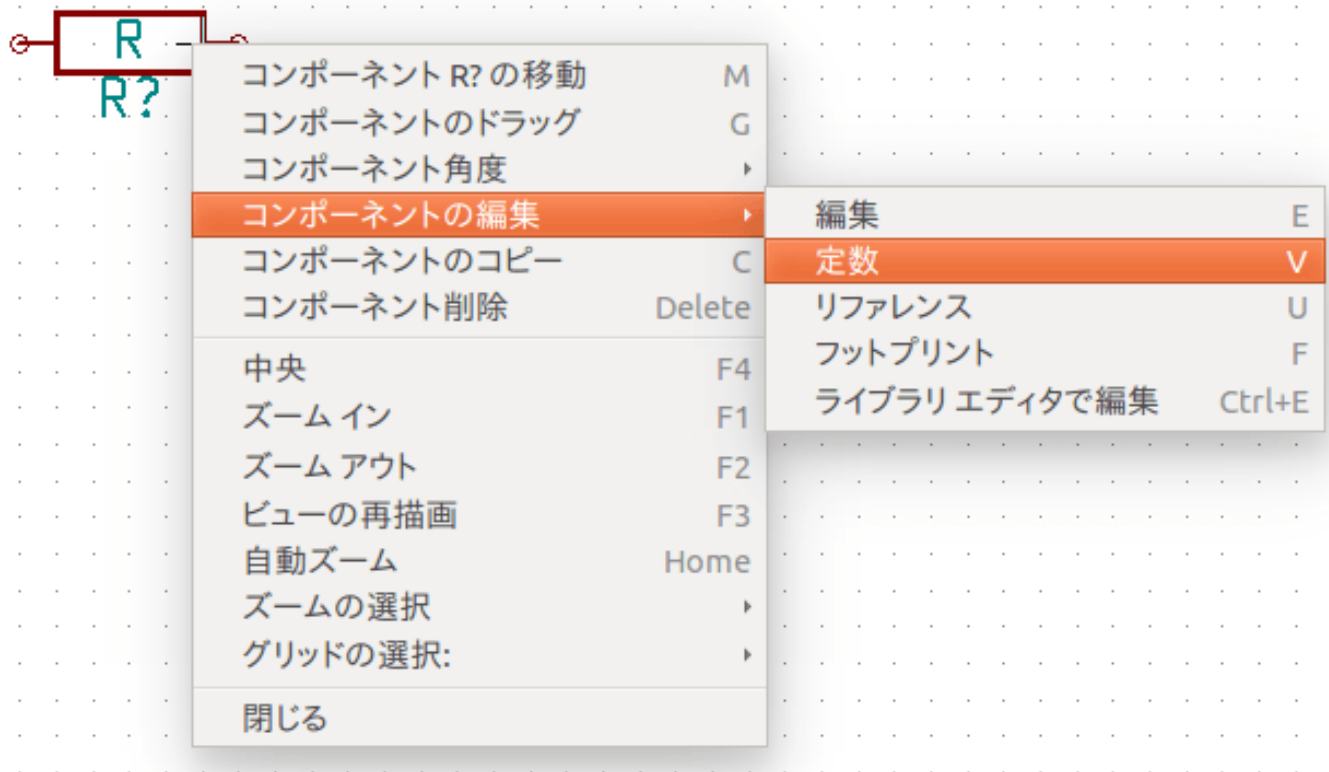 R
R?
コンポーネント R? の移動 M
コンポーネントのドラッグ G
コンポーネント角度
コンポーネントの編集
コンポーネントのコピー C
コンポーネント削除 Delete
中央 F4
ズーム イン F1
ズーム アウト F2
ビューの再描画 F3
自動ズーム Home
ズームの選択
グリッドの選択:
閉じる
編集 E
定数 V
リファレンス U
フットプリント F
ライブラリ エディタで編集 Ctrl+E